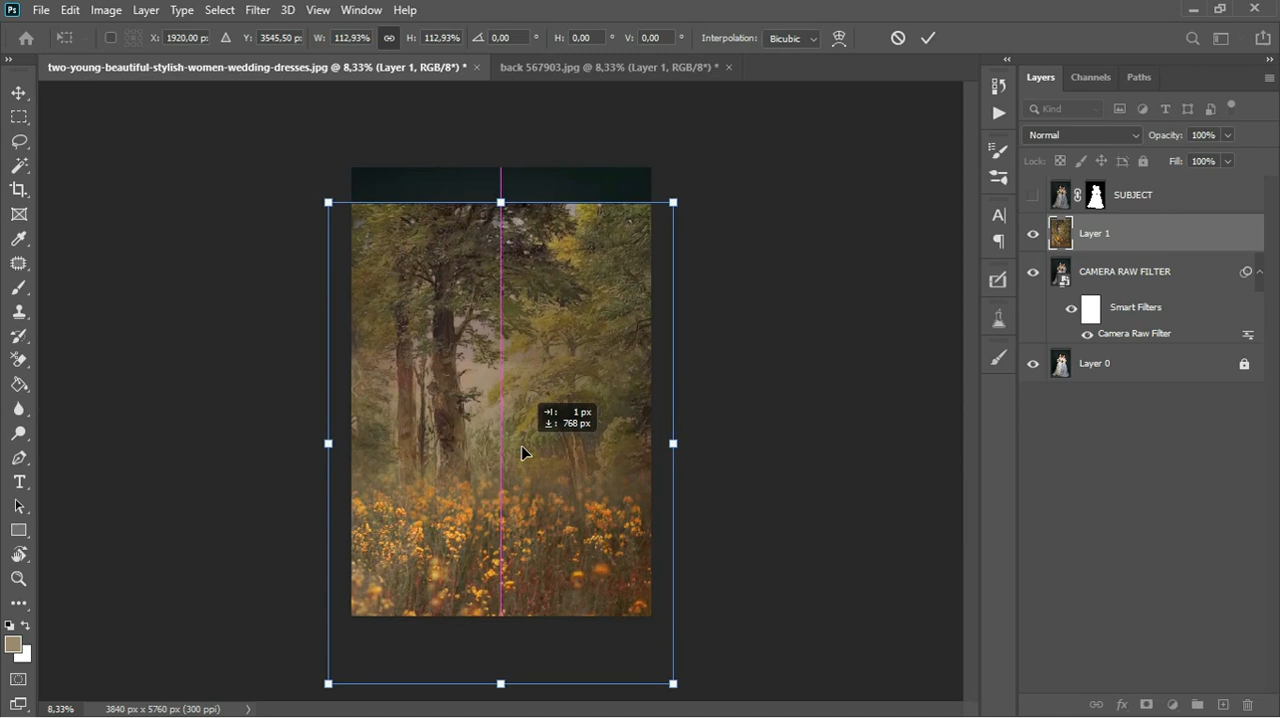 Ps File Edit Image Layer Type Select Filter 3D View Window Help
X: 1920,00 px Y: 3545,50 px W: 112,93% H: 112,93% 0,00 ° H: 0,00 ° V: 0,00 ° Interpolation: Bicubic
two-young-beautiful-stylish-women-wedding-dresses.jpg @ 8,33% (Layer 1, RGB/8*) * × back 567903.jpg @ 8,33% (Layer 1, RGB/8*) * ×
Layers Channels Paths
Kind
Normal Opacity: 100%
Lock: Fill: 100%
SUBJECT
Layer 1
CAMERA RAW FILTER
Smart Filters
Camera Raw Filter
Layer 0
1 px
768 px
8,33% 3840 px x 5760 px (300 ppi)